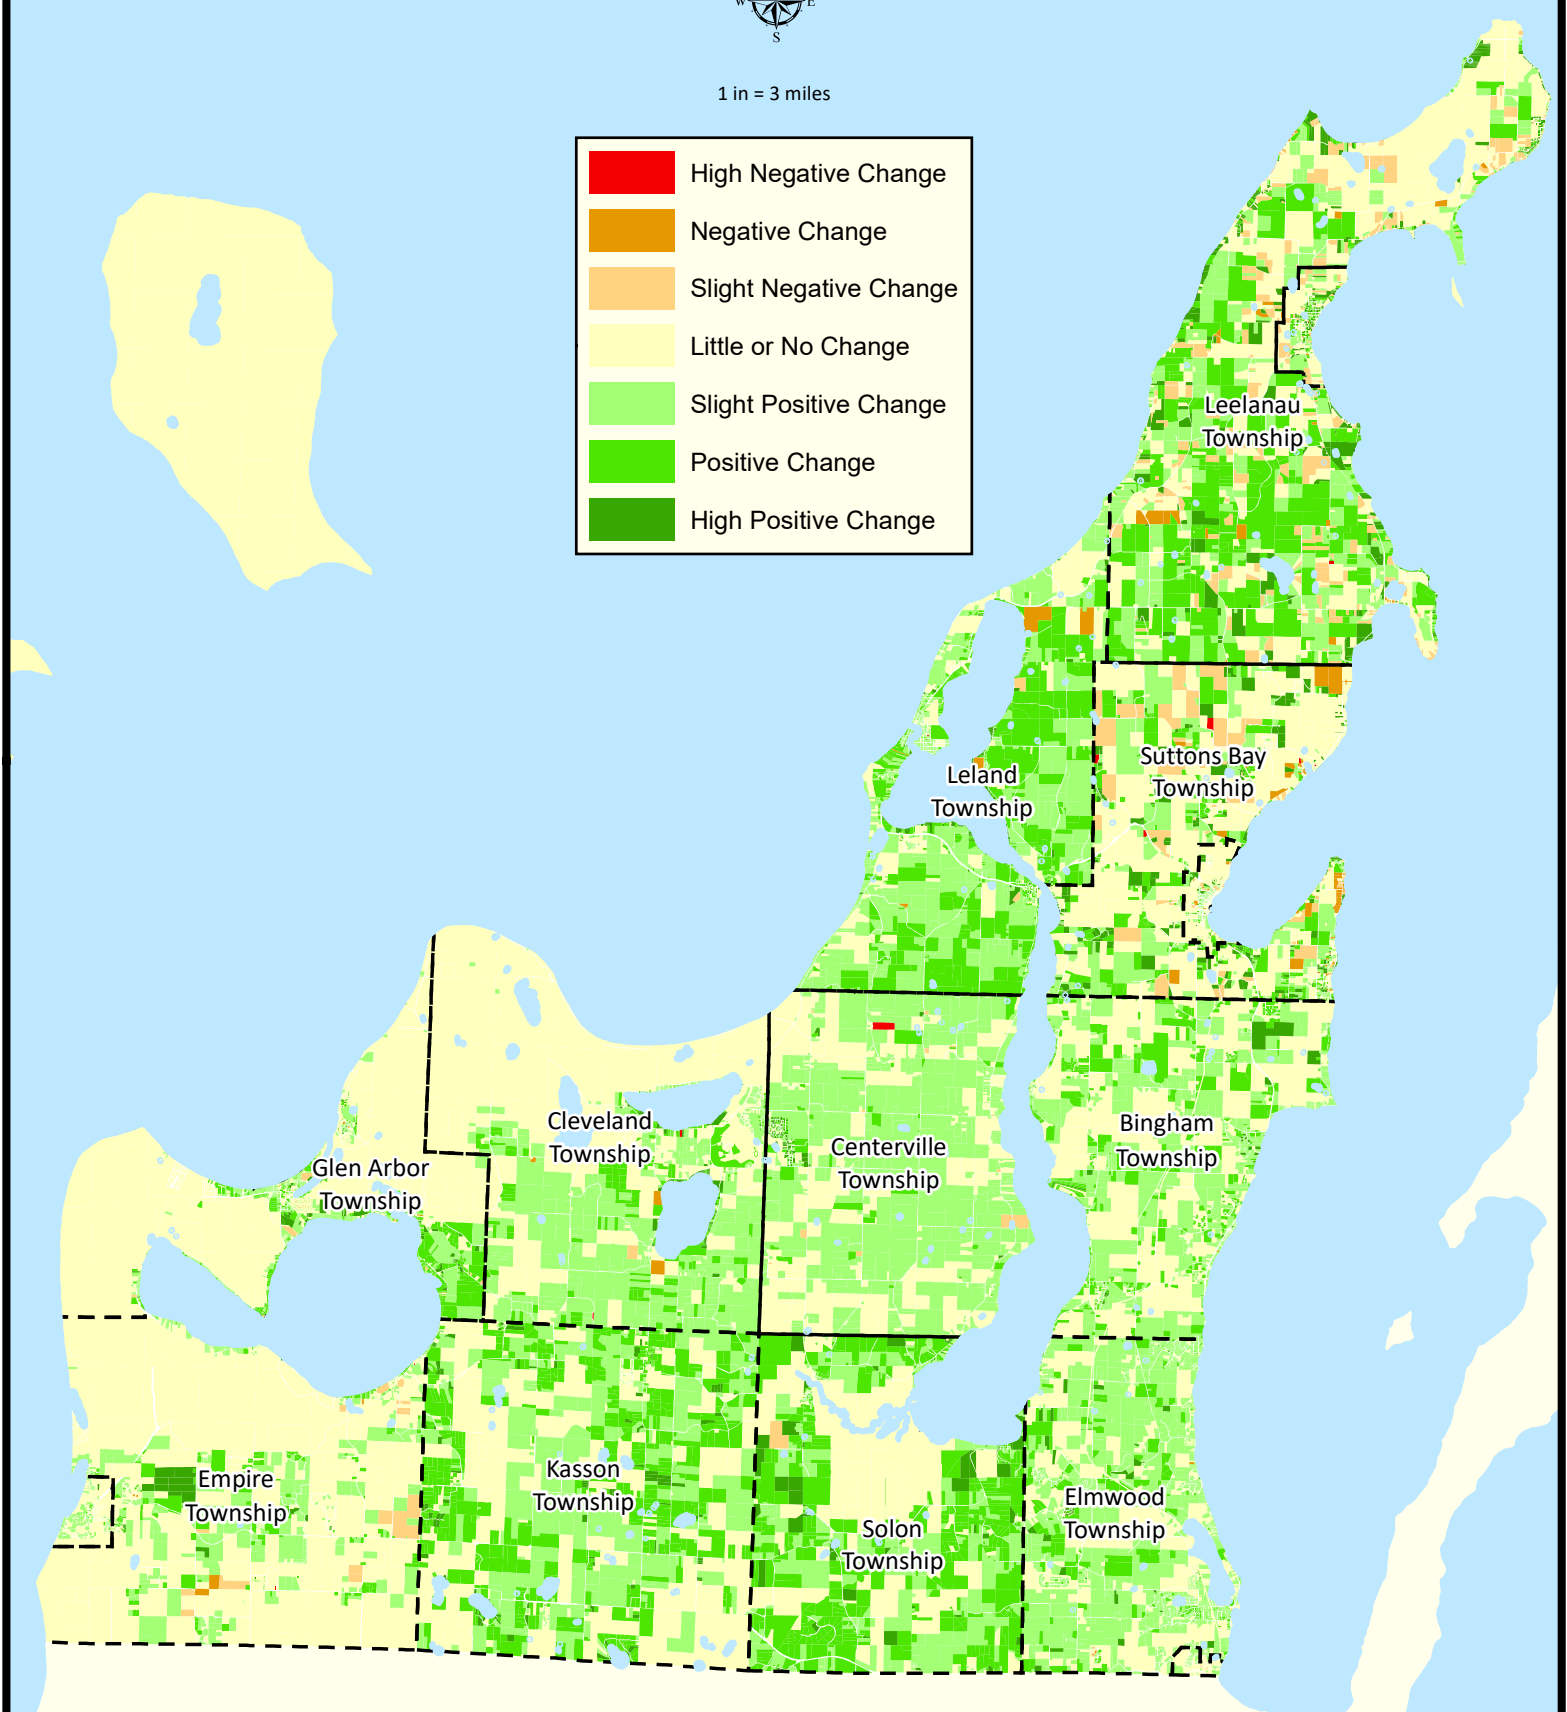 W E
S
1 in = 3 miles
High Negative Change
Negative Change
Slight Negative Change
Little or No Change
Slight Positive Change
Positive Change
High Positive Change
Leelanau
Township
Suttons Bay
Township
Leland
Township
Cleveland
Township
Bingham
Township
Centerville
Township
Glen Arbor
Township
Kasson
Township
Empire
Township
Elmwood
Township
Solon
Township